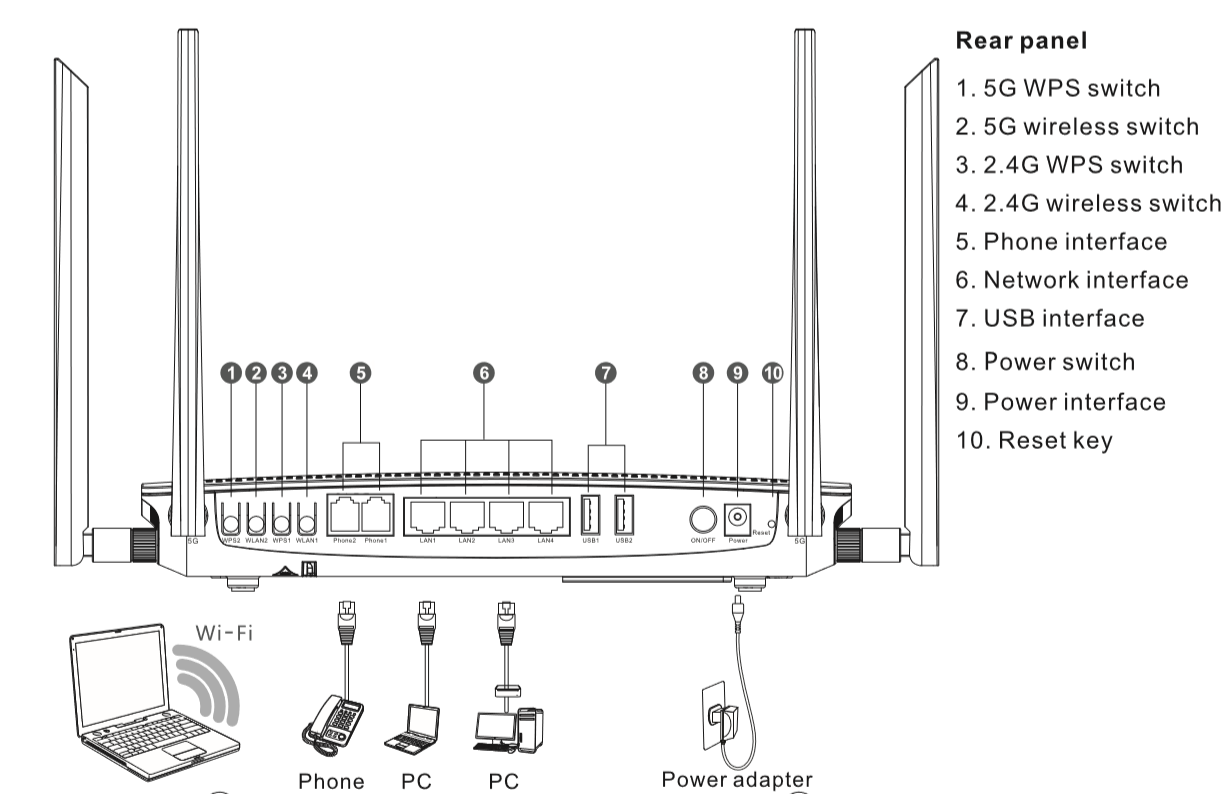 Rear panel
1. 5G WPS switch
2. 5G wireless switch
3. 2.4G WPS switch
4. 2.4G wireless switch
5. Phone interface
6. Network interface
7. USB interface
8. Power switch
9. Power interface
10. Reset key
1 2 3 4 5 6 7 8 9 10
5G WPS2 WLAN2 WPS1 WLAN1 Phone2 Phone1 LAN1 LAN2 LAN3 LAN4 USB1 USB2 ON/OFF Power Reset 5G
Wi-Fi
Phone PC PC Power adapter